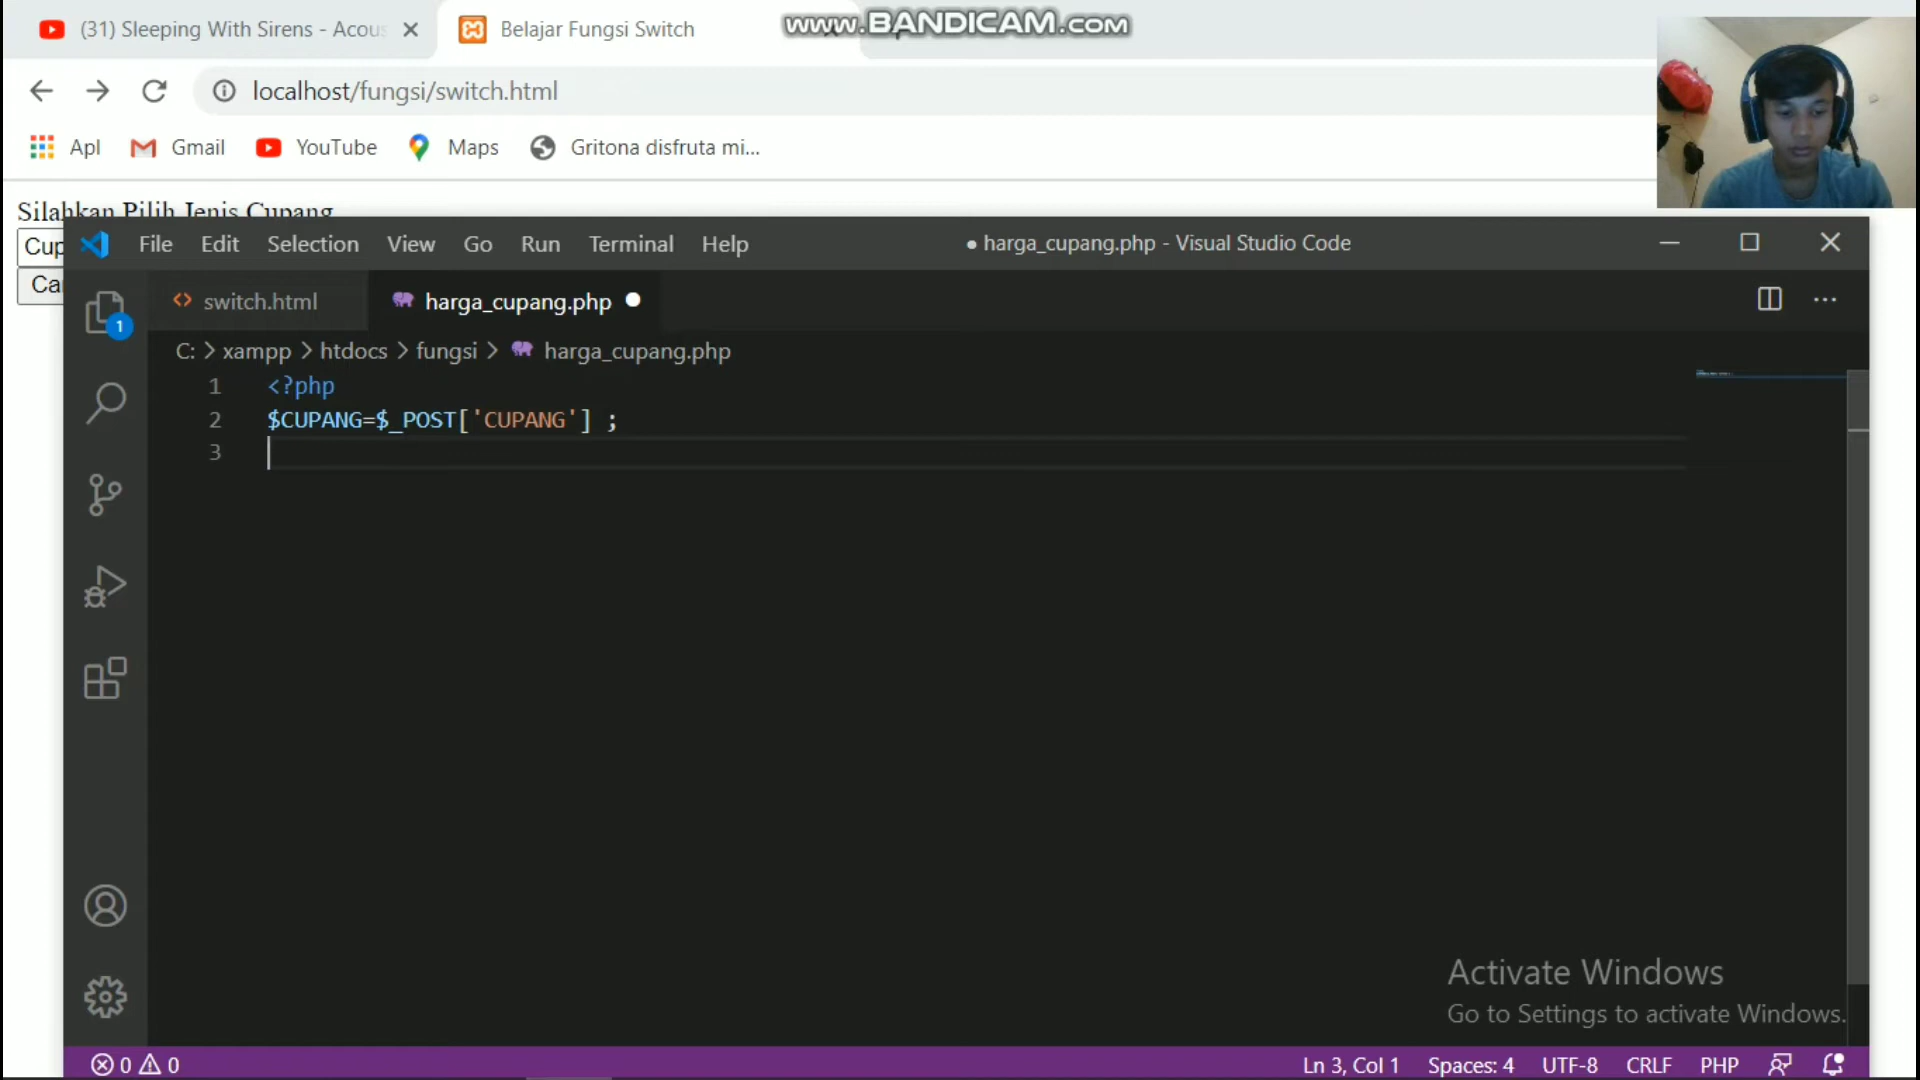 (31) Sleeping With Sirens - Acous
Belajar Fungsi Switch
www.BANDICAM.com
localhost/fungsi/switch.html
Apl
Gmail
YouTube
Maps
Gritona disfruta mi...
Silahkan Pilih Jenis Cupang
Cup
Ca
File Edit Selection View Go Run Terminal Help
● harga_cupang.php - Visual Studio Code
switch.html
harga_cupang.php
1
C: > xampp > htdocs > fungsi > harga_cupang.php
1 <?php
2 $CUPANG=$_POST['CUPANG'] ;
3
Activate Windows
Go to Settings to activate Windows.
0 0
Ln 3, Col 1 Spaces: 4 UTF-8 CRLF PHP